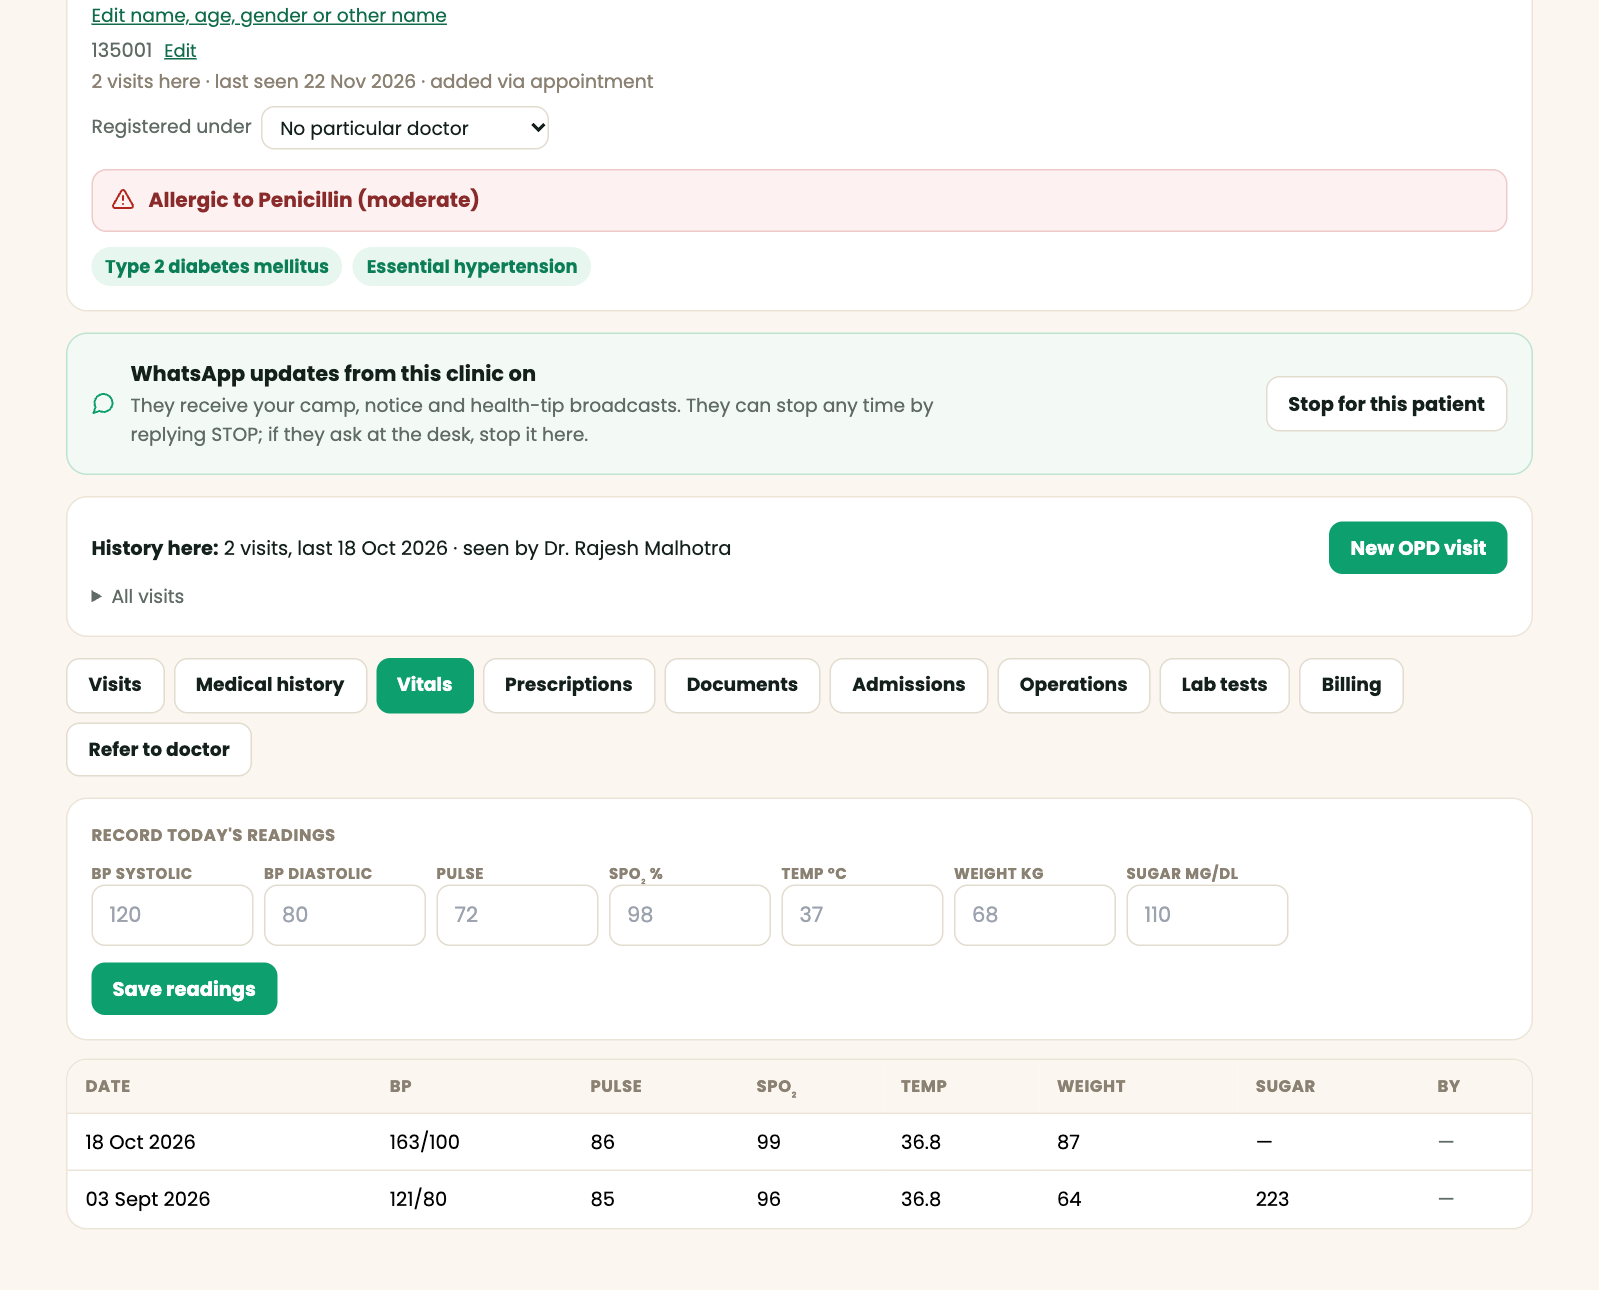 Edit name, age, gender or other name
135001 Edit
2 visits here · last seen 22 Nov 2026 · added via appointment
Registered under No particular doctor
Allergic to Penicillin (moderate)
Type 2 diabetes mellitus Essential hypertension
WhatsApp updates from this clinic on
They receive your camp, notice and health-tip broadcasts. They can stop any time by
replying STOP; if they ask at the desk, stop it here.
Stop for this patient
History here: 2 visits, last 18 Oct 2026 · seen by Dr. Rajesh Malhotra
New OPD visit
All visits
Visits Medical history Vitals Prescriptions Documents Admissions Operations Lab tests Billing
Refer to doctor
RECORD TODAY'S READINGS
BP SYSTOLIC BP DIASTOLIC PULSE SPO₂ % TEMP °C WEIGHT KG SUGAR MG/DL
120 80 72 98 37 68 110
Save readings
DATE BP PULSE SPO₂ TEMP WEIGHT SUGAR BY
18 Oct 2026 163/100 86 99 36.8 87 — —
03 Sept 2026 121/80 85 96 36.8 64 223 —